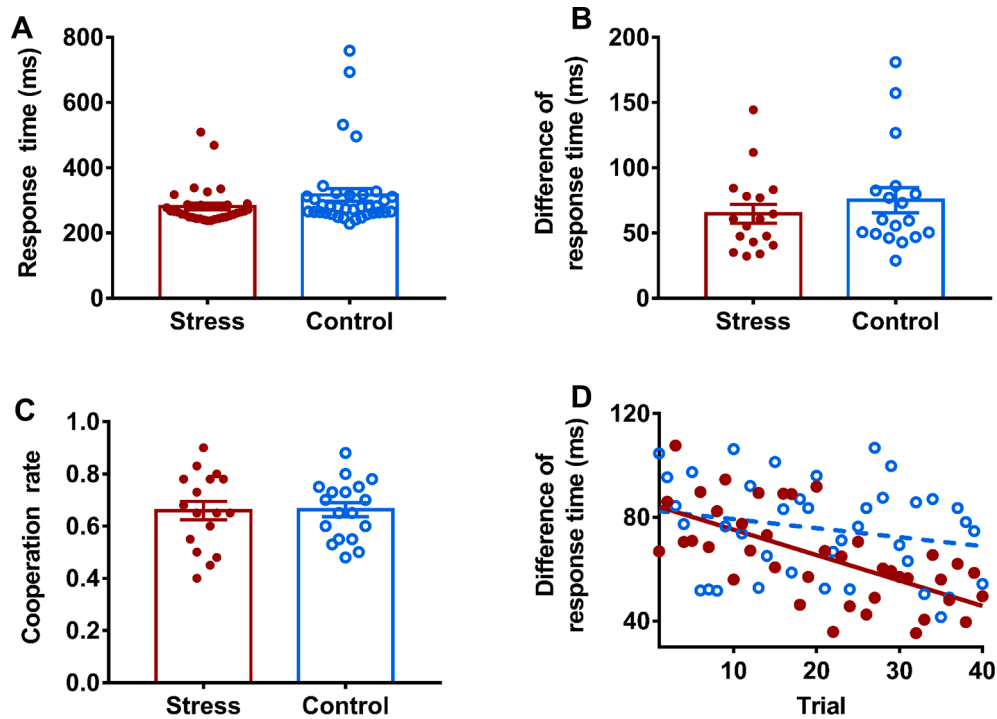 A
Response time (ms)
800
600
400
200
0
Stress Control
B
Difference of
response time (ms)
200
150
100
50
0
Stress Control
C
Cooperation rate
1.0
0.8
0.6
0.4
0.2
0.0
Stress Control
D
Difference of
response time (ms)
120
80
40
10 20 30 40
Trial